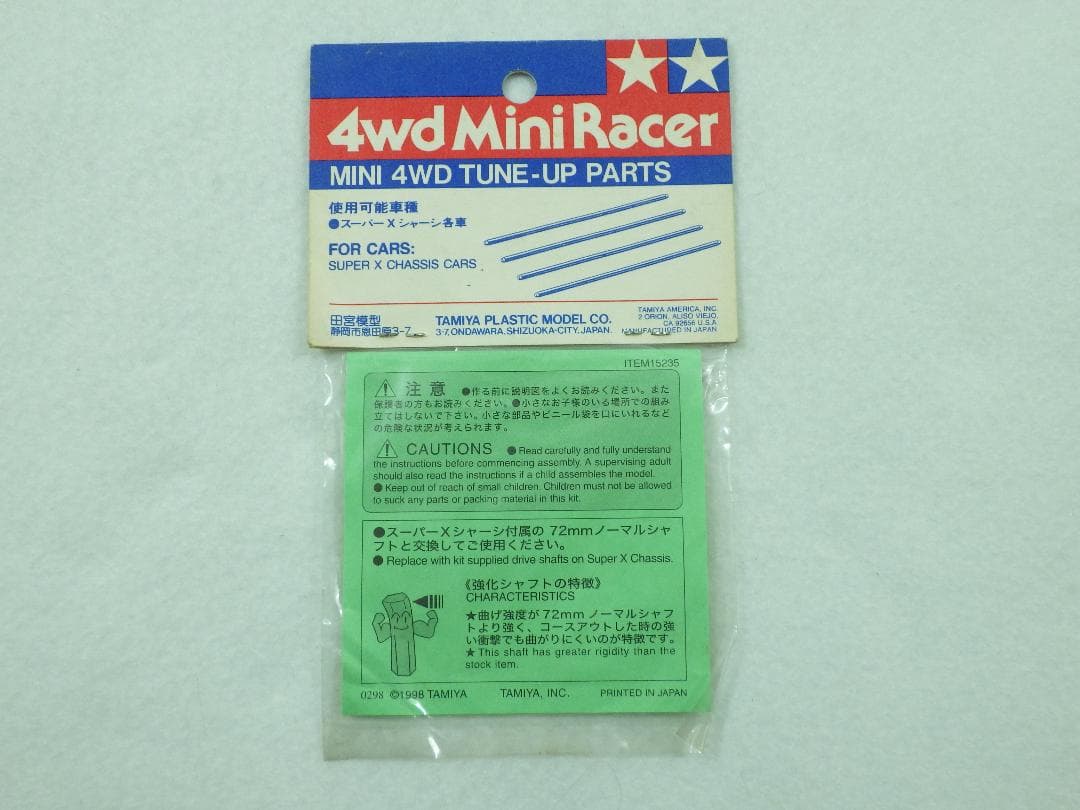 4wd Mini Racer
MINI 4WD TUNE-UP PARTS
使用可能車種
●スーパーXシャーシ各車
FOR CARS:
SUPER X CHASSIS CARS
田宮模型
静岡市恩田原3-7
TAMIYA PLASTIC MODEL CO.
3-7, ONDAWARA, SHIZUOKA-CITY, JAPAN.
TAMIYA AMERICA, INC.
2 ORION, ALISO VIEJO,
CA 92656 U.S.A
MANUFACTURED IN JAPAN
ITEM15235
注意 ●作る前に説明図をよくお読みください。また
保護者の方もお読みください。●小さなお子様のいる場所での組み
立てはしないで下さい。小さな部品やビニール袋を口にいれるなど
の危険な状況が考えられます。
CAUTIONS ●Read carefully and fully understand
the instructions before commencing assembly. A supervising adult
should also read the instructions if a child assembles the model.
●Keep out of reach of small children. Children must not be allowed
to suck any parts or packing material in this kit.
●スーパーXシャーシ付属の72mmノーマルシャ
フトと交換してご使用ください。
●Replace with kit supplied drive shafts on Super X Chassis.
《強化シャフトの特徴》
CHARACTERISTICS
★曲げ強度が72mmノーマルシャフ
トより強く、コースアウトした時の強
い衝撃でも曲がりにくいのが特徴です。
★This shaft has greater rigidity than the
stock item.
0298 ©1998 TAMIYA TAMIYA, INC. PRINTED IN JAPAN